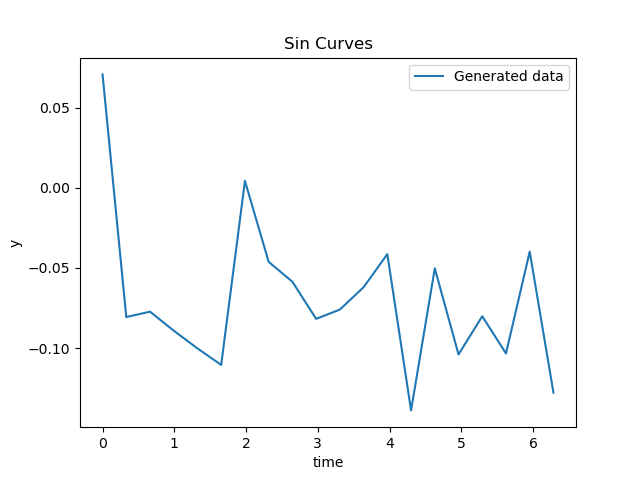 Sin Curves
Generated data
0.05
0.00
−0.05
−0.10
y
0 1 2 3 4 5 6
time